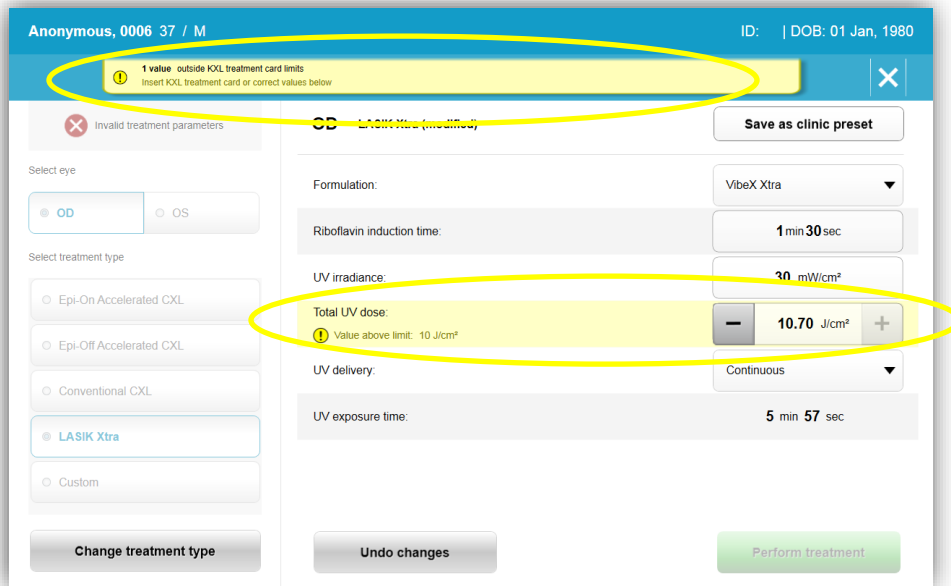 Anonymous, 0006 37 / M
ID: | DOB: 01 Jan, 1980
1 value outside KXL treatment card limits
Insert KXL treatment card or correct values below
Invalid treatment parameters
OD LASIK Xtra (modified)
Save as clinic preset
Select eye
OD
OS
Select treatment type
Epi-On Accelerated CXL
Epi-Off Accelerated CXL
Conventional CXL
LASIK Xtra
Custom
Change treatment type
Formulation: VibeX Xtra
Riboflavin induction time: 1 min 30 sec
UV irradiance: 30 mW/cm²
Total UV dose: 10.70 J/cm²
Value above limit: 10 J/cm²
UV delivery: Continuous
UV exposure time: 5 min 57 sec
Undo changes
Perform treatment